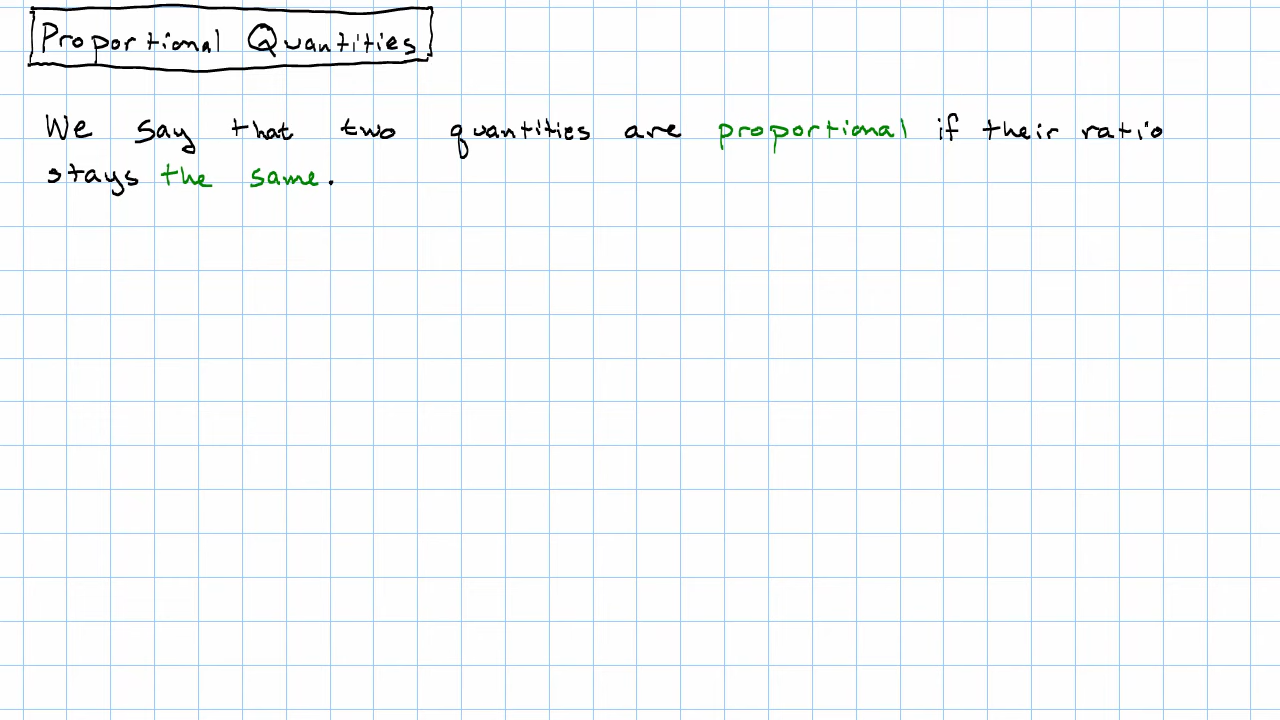 Proportional Quantities
We say that two quantities are proportional if their ratio
stays the same.